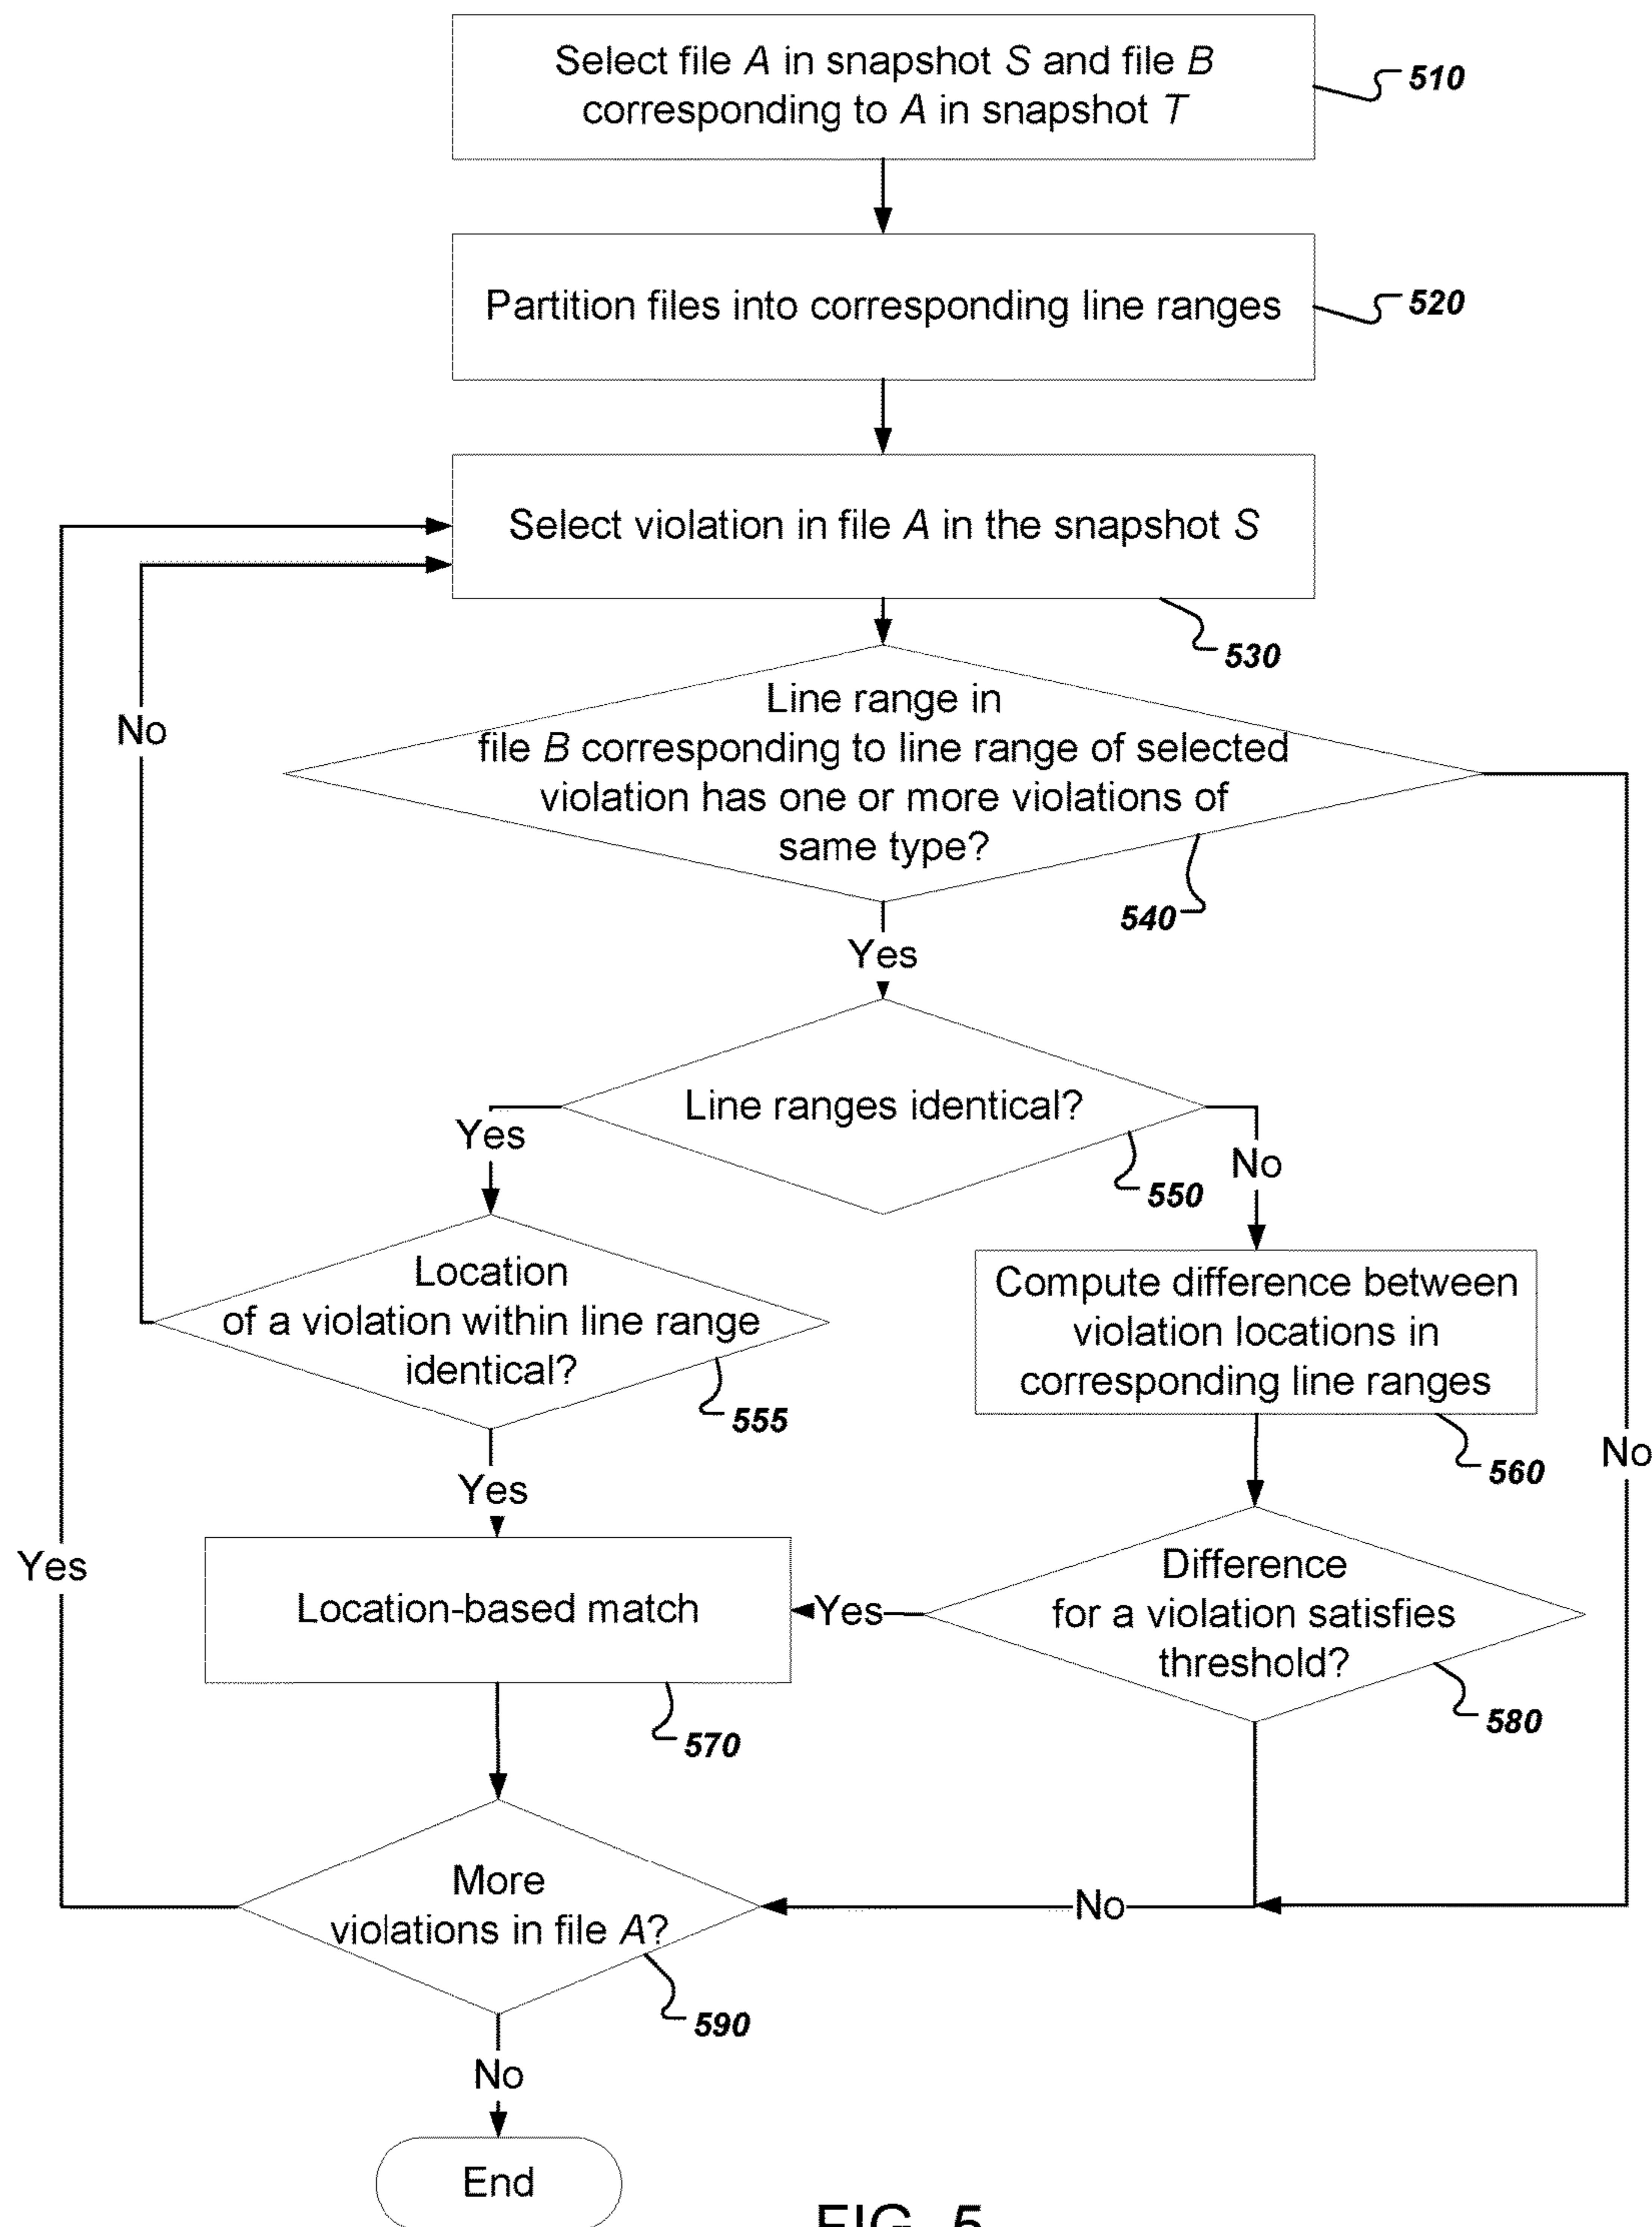 Select file A in snapshot S and file B
corresponding to A in snapshot T
510
Partition files into corresponding line ranges
520
Select violation in file A in the snapshot S
530
No
Line range in
file B corresponding to line range of selected
violation has one or more violations of
same type?
540
Yes
Line ranges identical?
550
Yes
No
Location
of a violation within line range
identical?
555
Compute difference between
violation locations in
corresponding line ranges
560
No
Yes
Yes
Location-based match
570
Yes
Difference
for a violation satisfies
threshold?
580
More
violations in file A?
590
No
No
End
FIG. 5